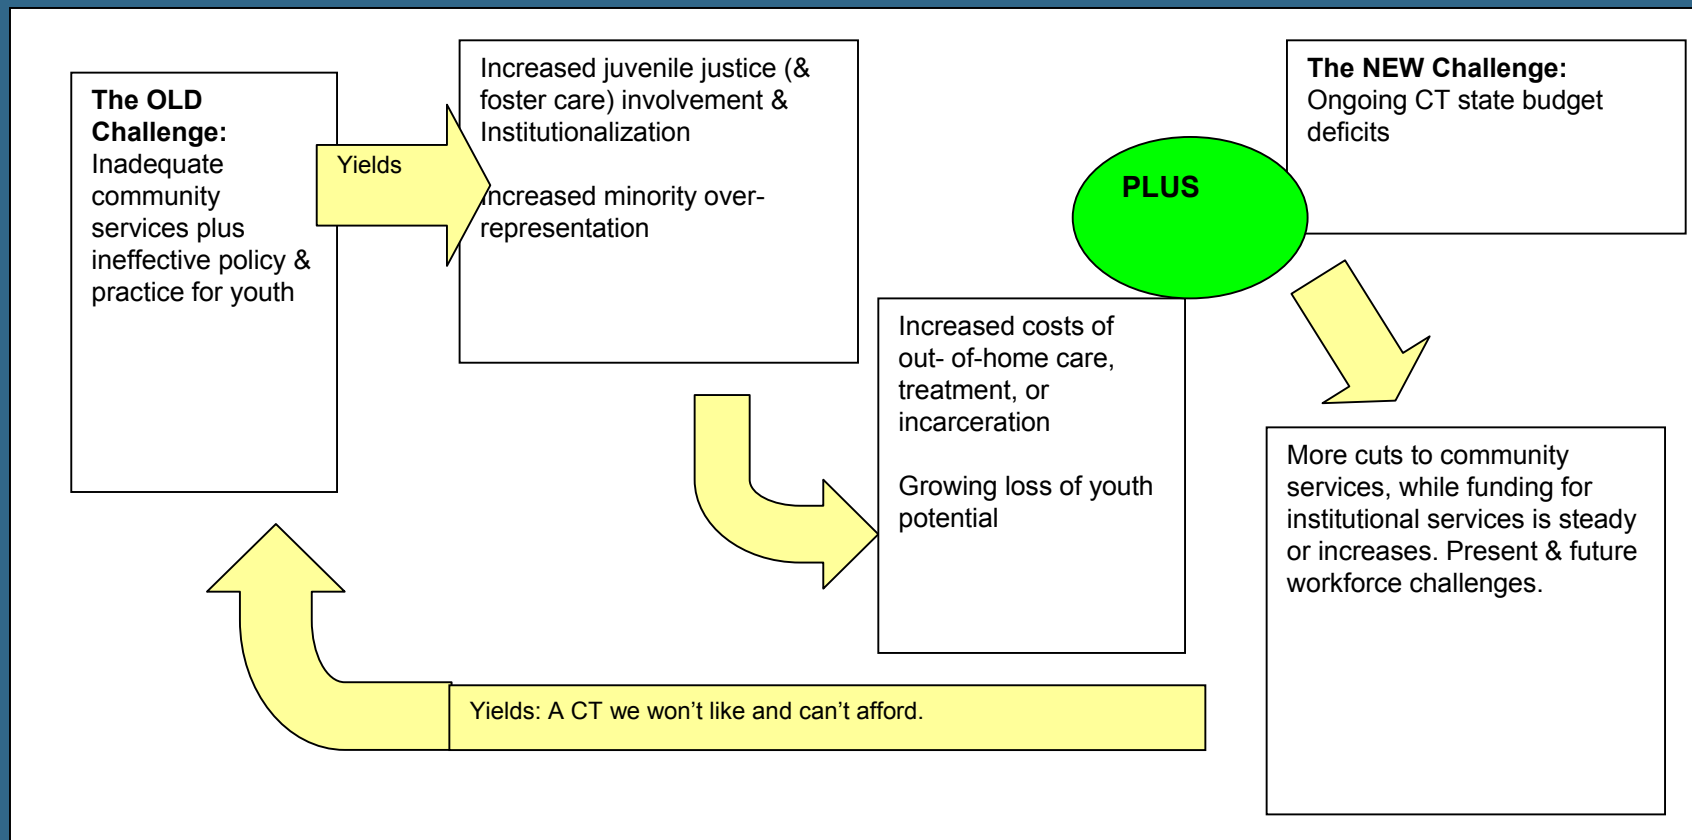 The OLD
Challenge:
Inadequate
community
services plus
ineffective policy &
practice for youth
Yields
Increased juvenile justice (&
foster care) involvement &
Institutionalization
Increased minority over-
representation
Increased costs of
out- of-home care,
treatment, or
incarceration
Growing loss of youth
potential
PLUS
The NEW Challenge:
Ongoing CT state budget
deficits
More cuts to community
services, while funding for
institutional services is steady
or increases. Present & future
workforce challenges.
Yields: A CT we won’t like and can’t afford.